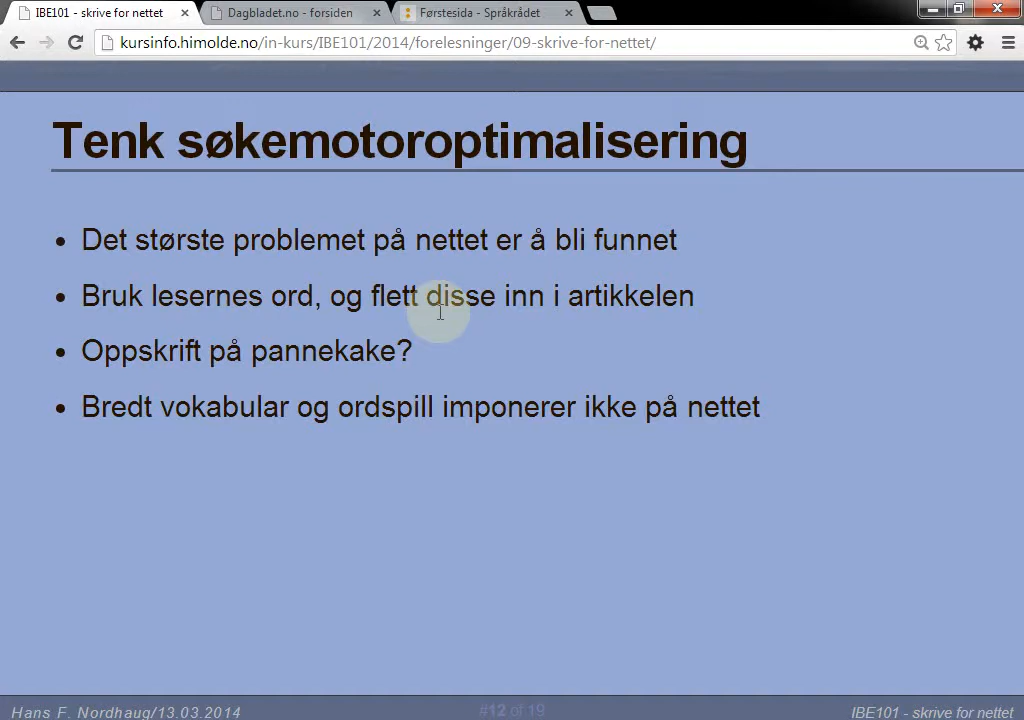 IBE101 - skrive for nettet
Dagbladet.no - forsiden
Førstesida - Språkrådet
kursinfo.himolde.no/in-kurs/IBE101/2014/forelesninger/09-skrive-for-nettet/
Tenk søkemotoroptimalisering
• Det største problemet på nettet er å bli funnet
• Bruk lesernes ord, og flett disse inn i artikkelen
• Oppskrift på pannekake?
• Bredt vokabular og ordspill imponerer ikke på nettet
Hans F. Nordhaug/13.03.2014
#12 of 19
IBE101 - skrive for nettet